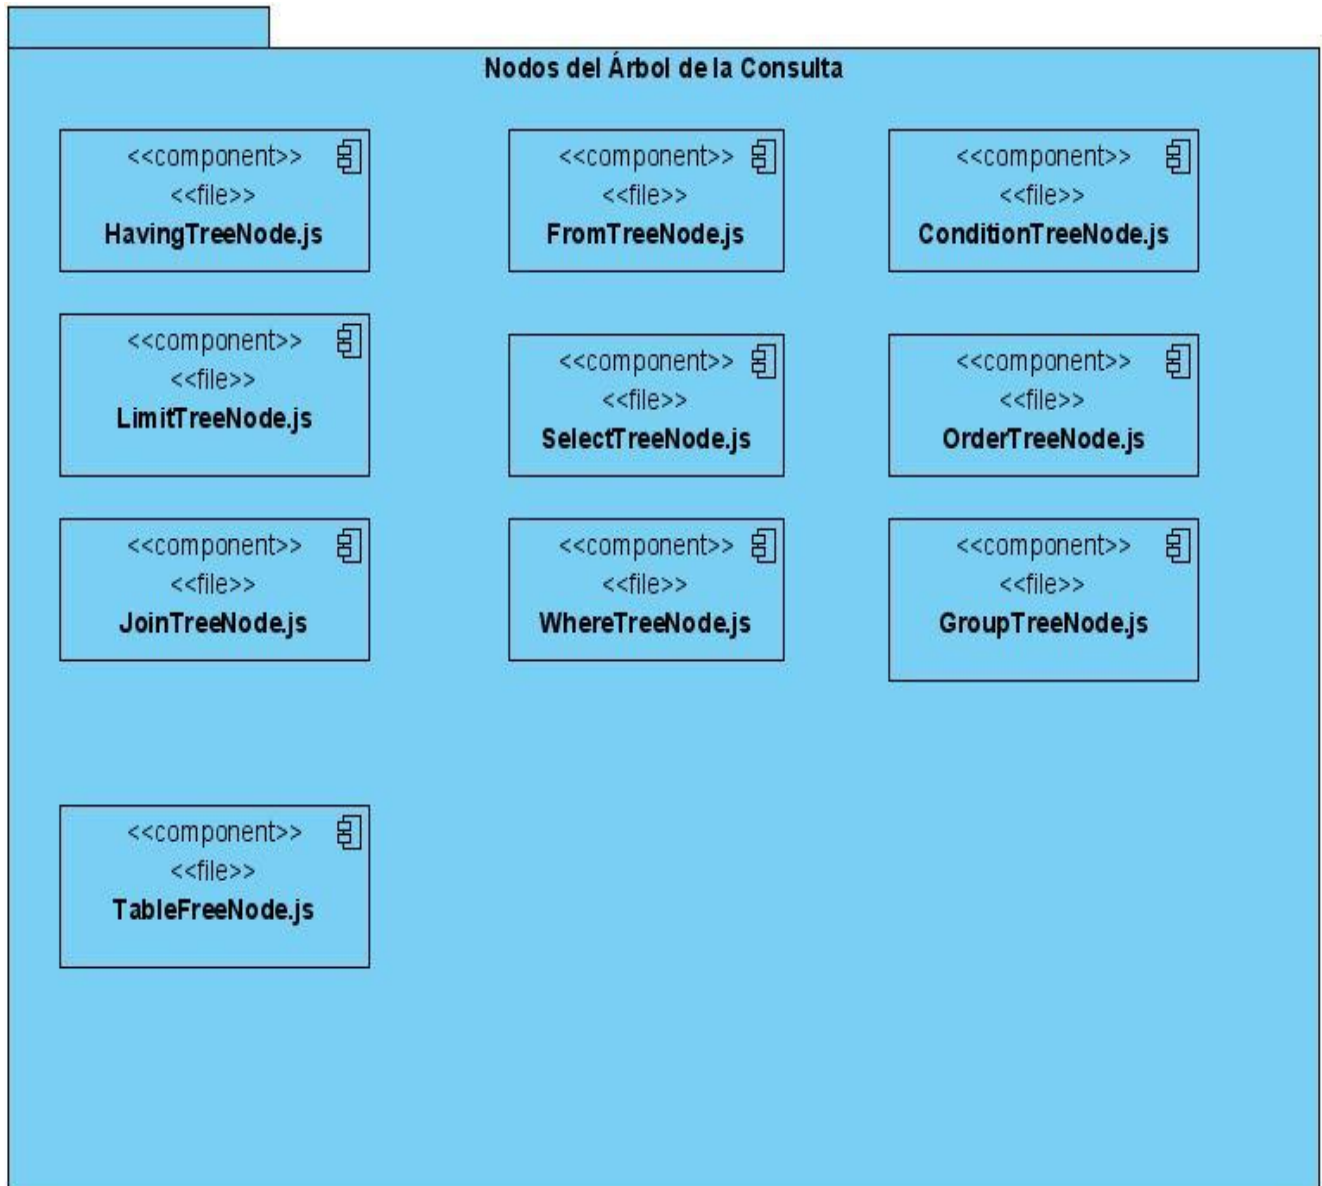 Nodos del Árbol de la Consulta
<<component>>
<<file>>
HavingTreeNode.js
<<component>>
<<file>>
FromTreeNode.js
<<component>>
<<file>>
ConditionTreeNode.js
<<component>>
<<file>>
LimitTreeNode.js
<<component>>
<<file>>
SelectTreeNode.js
<<component>>
<<file>>
OrderTreeNode.js
<<component>>
<<file>>
JoinTreeNode.js
<<component>>
<<file>>
WhereTreeNode.js
<<component>>
<<file>>
GroupTreeNode.js
<<component>>
<<file>>
TableFreeNode.js